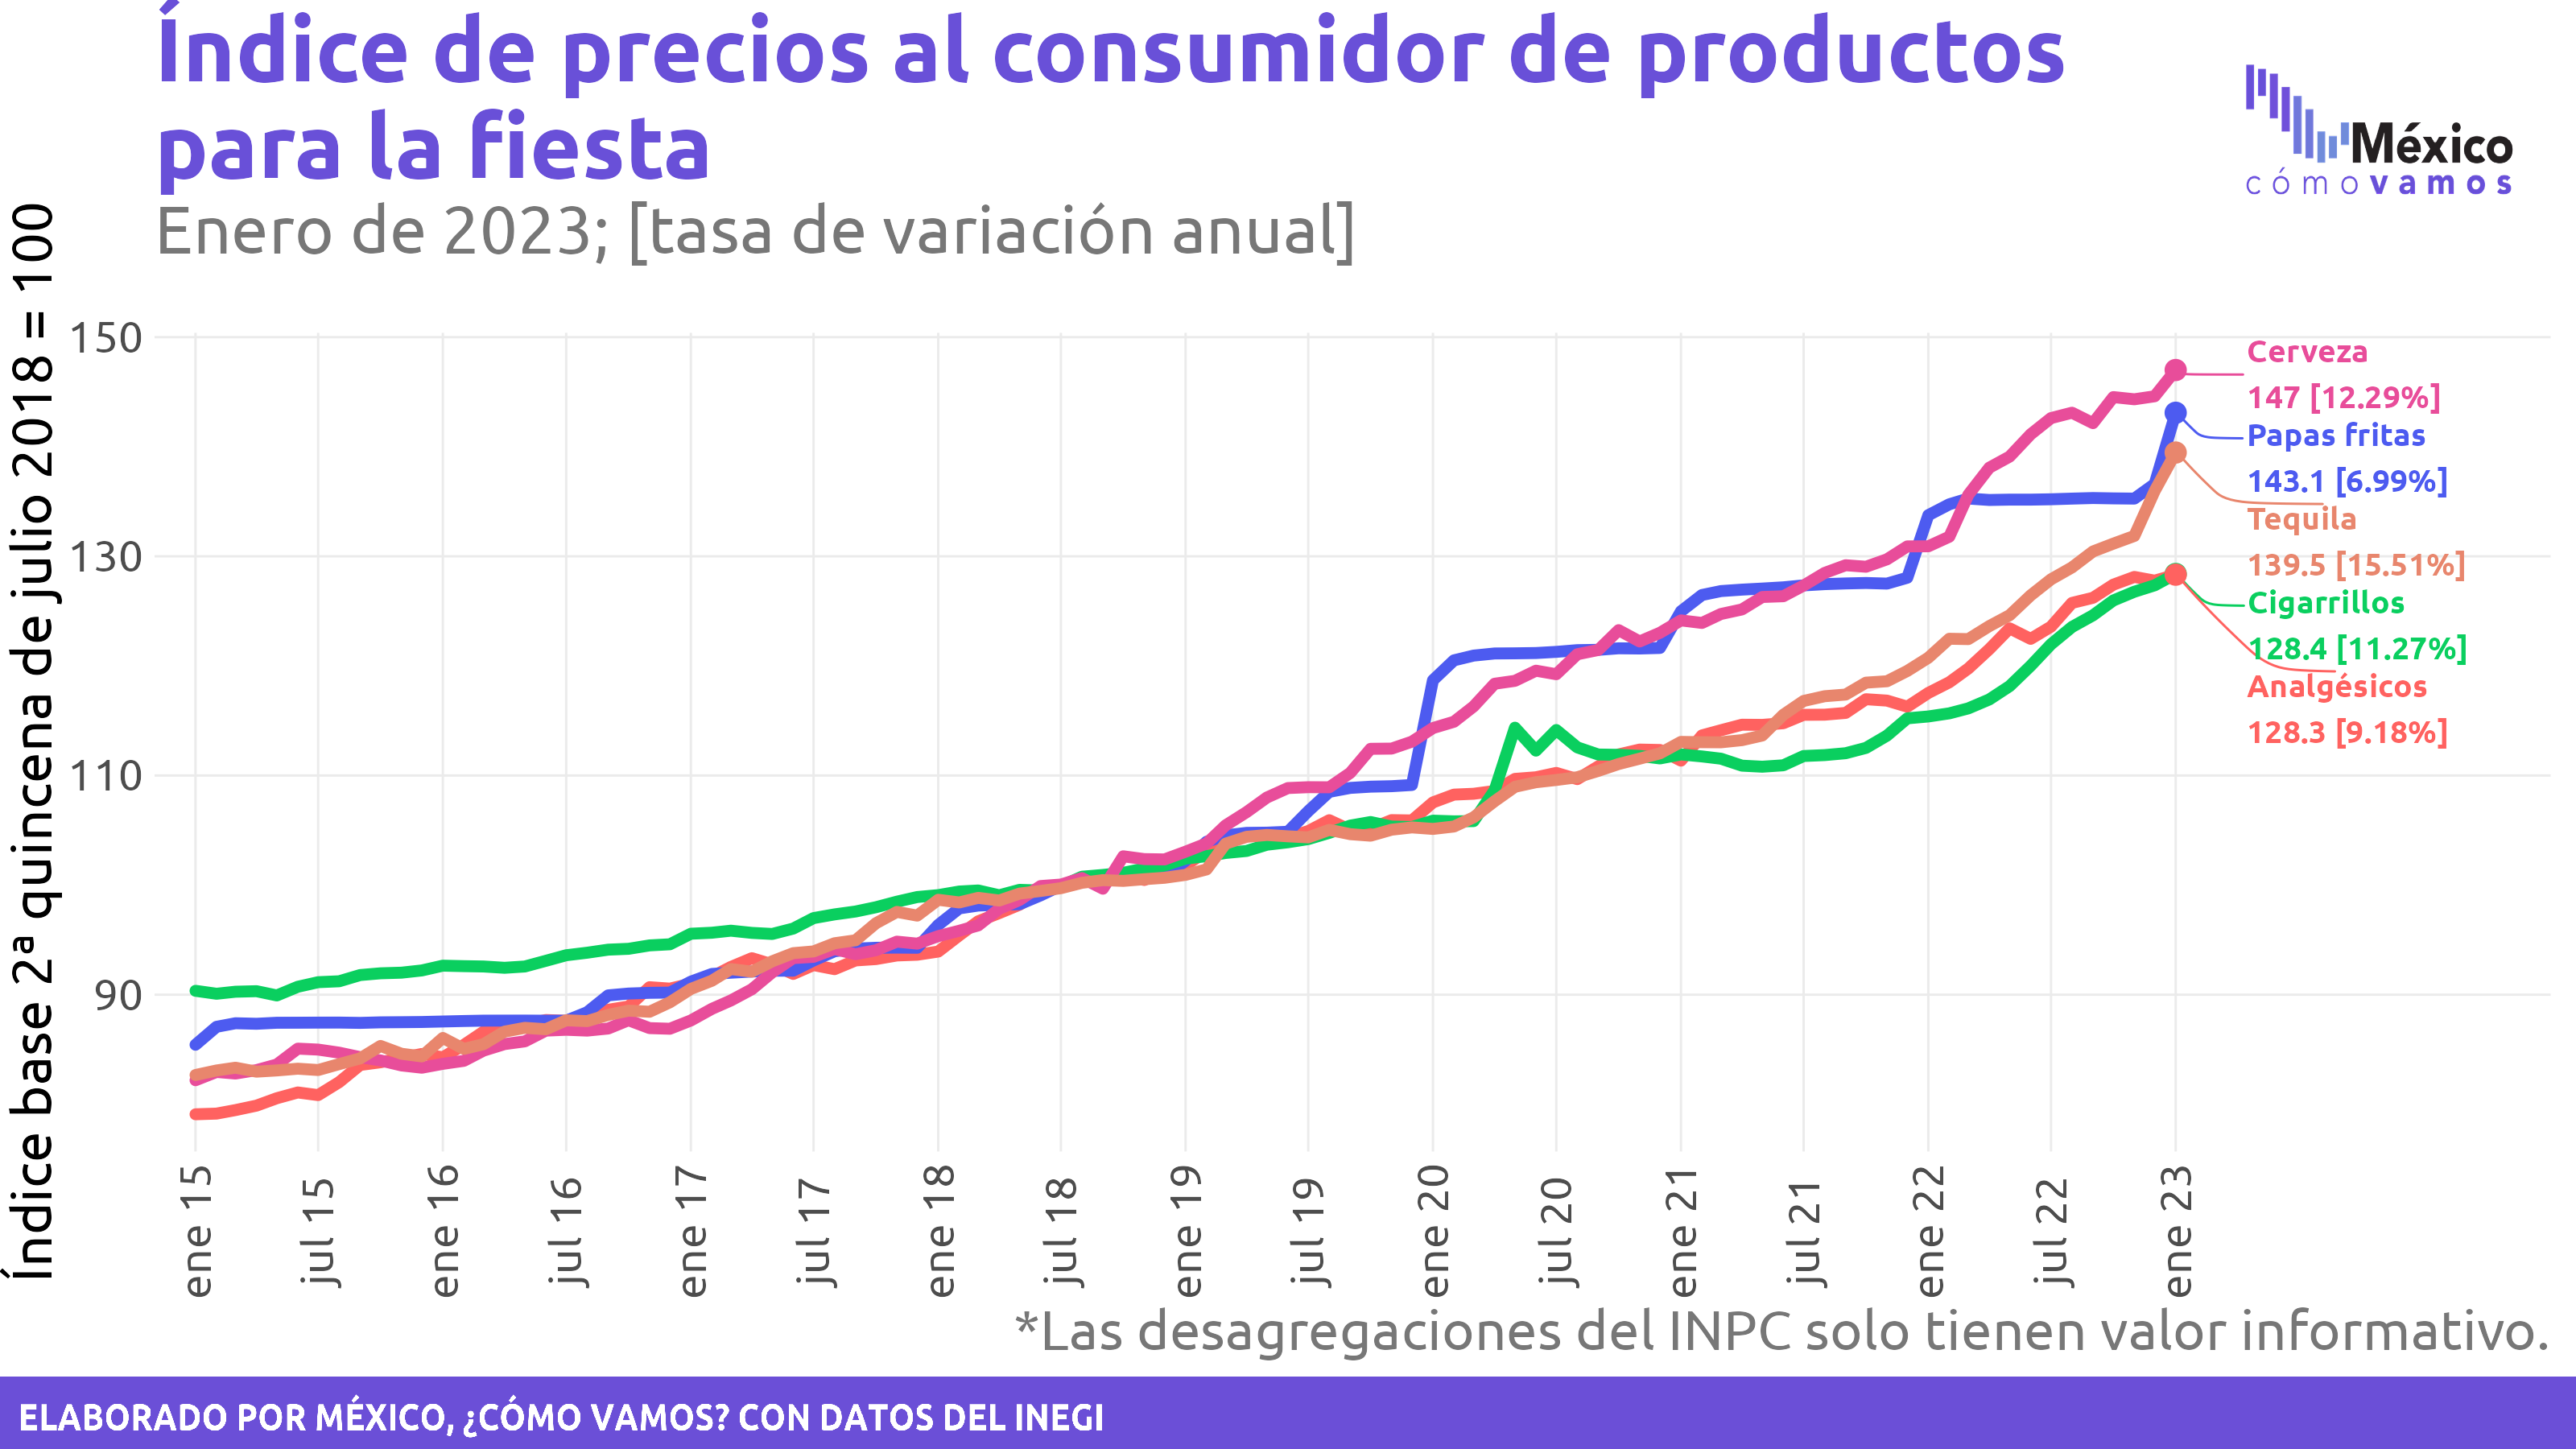 Índice de precios al consumidor de productos
para la fiesta
Enero de 2023; [tasa de variación anual]
México
cómo vamos
Índice base 2ª quincena de julio 2018 = 100
150
130
110
90
Cerveza
147 [12.29%]
Papas fritas
143.1 [6.99%]
Tequila
139.5 [15.51%]
Cigarrillos
128.4 [11.27%]
Analgésicos
128.3 [9.18%]
ene 15
jul 15
ene 16
jul 16
ene 17
jul 17
ene 18
jul 18
ene 19
jul 19
ene 20
jul 20
ene 21
jul 21
ene 22
jul 22
ene 23
*Las desagregaciones del INPC solo tienen valor informativo.
ELABORADO POR MÉXICO, ¿CÓMO VAMOS? CON DATOS DEL INEGI